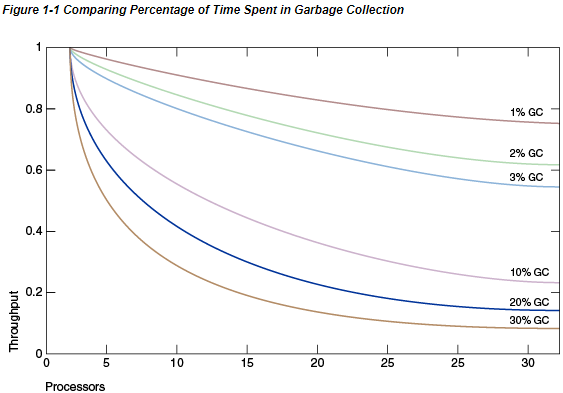 Figure 1-1 Comparing Percentage of Time Spent in Garbage Collection
1
0.8
0.6
0.4
0.2
0
Throughput
1% GC
2% GC
3% GC
10% GC
20% GC
30% GC
0 5 10 15 20 25 25 30
Processors